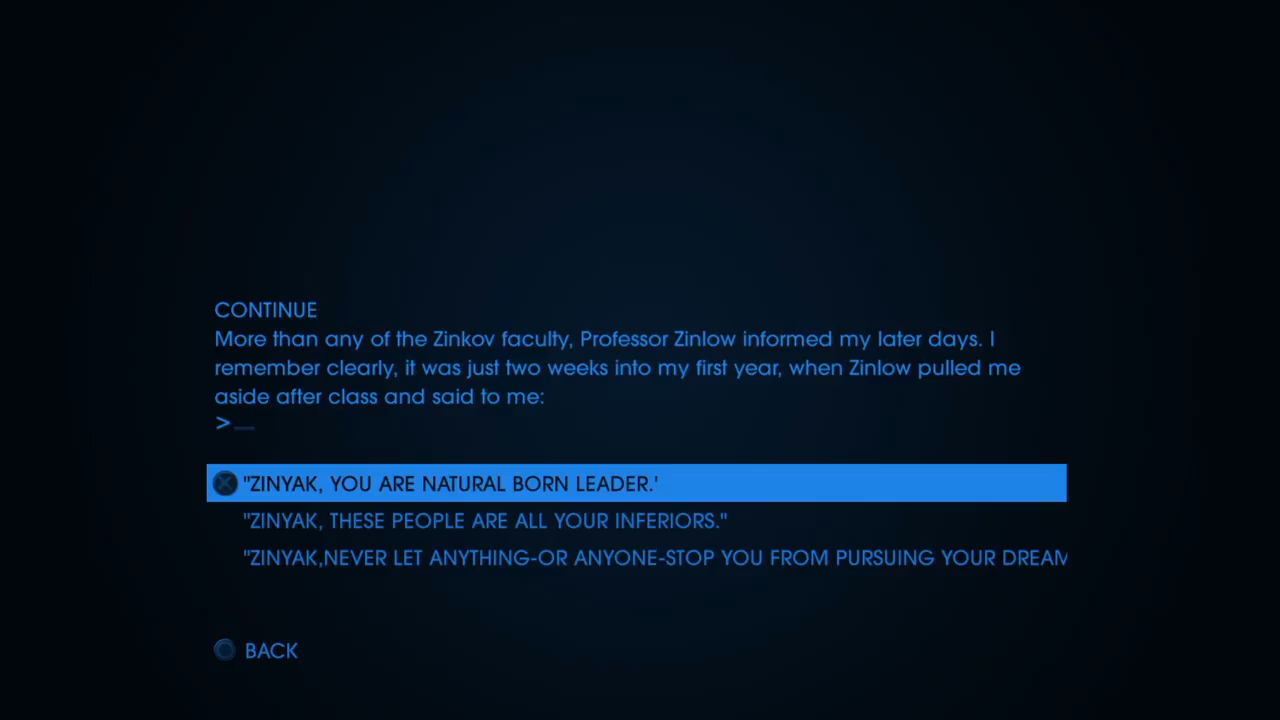 CONTINUE
More than any of the Zinkov faculty, Professor Zinlow informed my later days. I
remember clearly, it was just two weeks into my first year, when Zinlow pulled me
aside after class and said to me:
>_
"ZINYAK, YOU ARE NATURAL BORN LEADER.'
"ZINYAK, THESE PEOPLE ARE ALL YOUR INFERIORS."
"ZINYAK,NEVER LET ANYTHING-OR ANYONE-STOP YOU FROM PURSUING YOUR DREAM
BACK